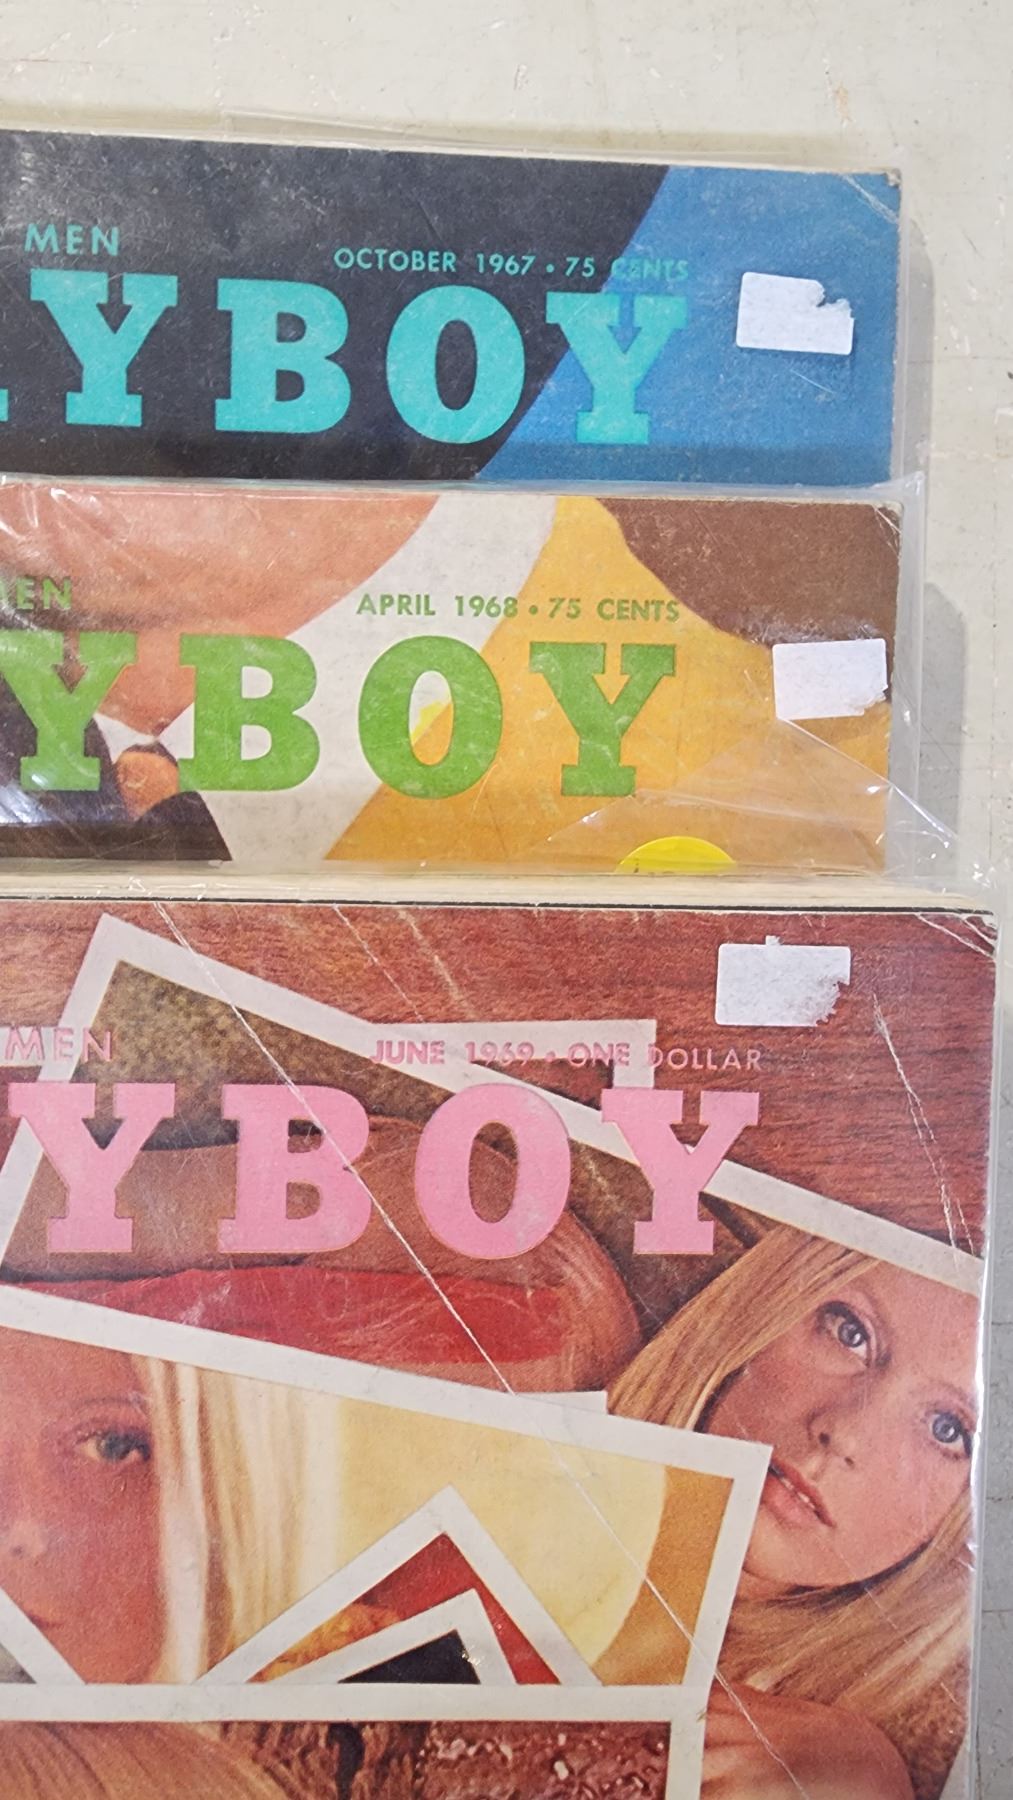 MEN
OCTOBER 1967 • 75 CENTS
YBOY
MEN
APRIL 1968 • 75 CENTS
YBOY
MEN
JUNE 1969 • ONE DOLLAR
YBOY